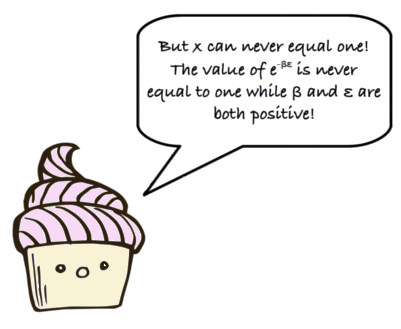 But x can never equal one!
The value of e^-βε is never
equal to one while β and ε are
both positive!